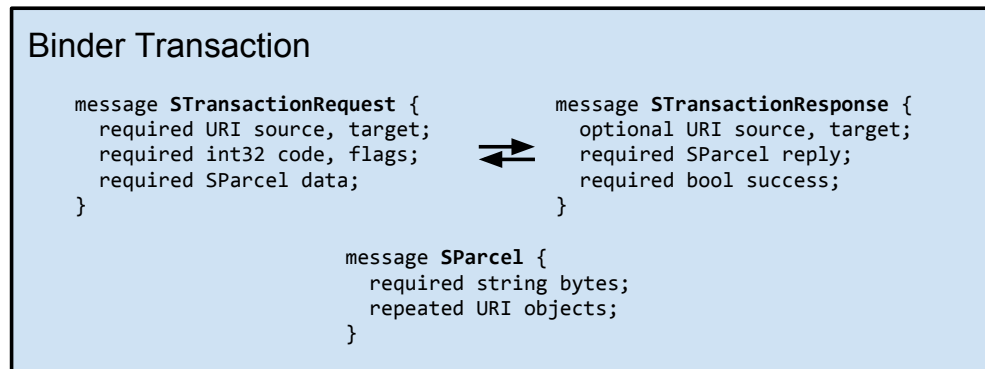 Binder Transaction
message STransactionRequest {
required URI source, target;
required int32 code, flags;
required SParcel data;
}
message STransactionResponse {
optional URI source, target;
required SParcel reply;
required bool success;
}
message SParcel {
required string bytes;
repeated URI objects;
}